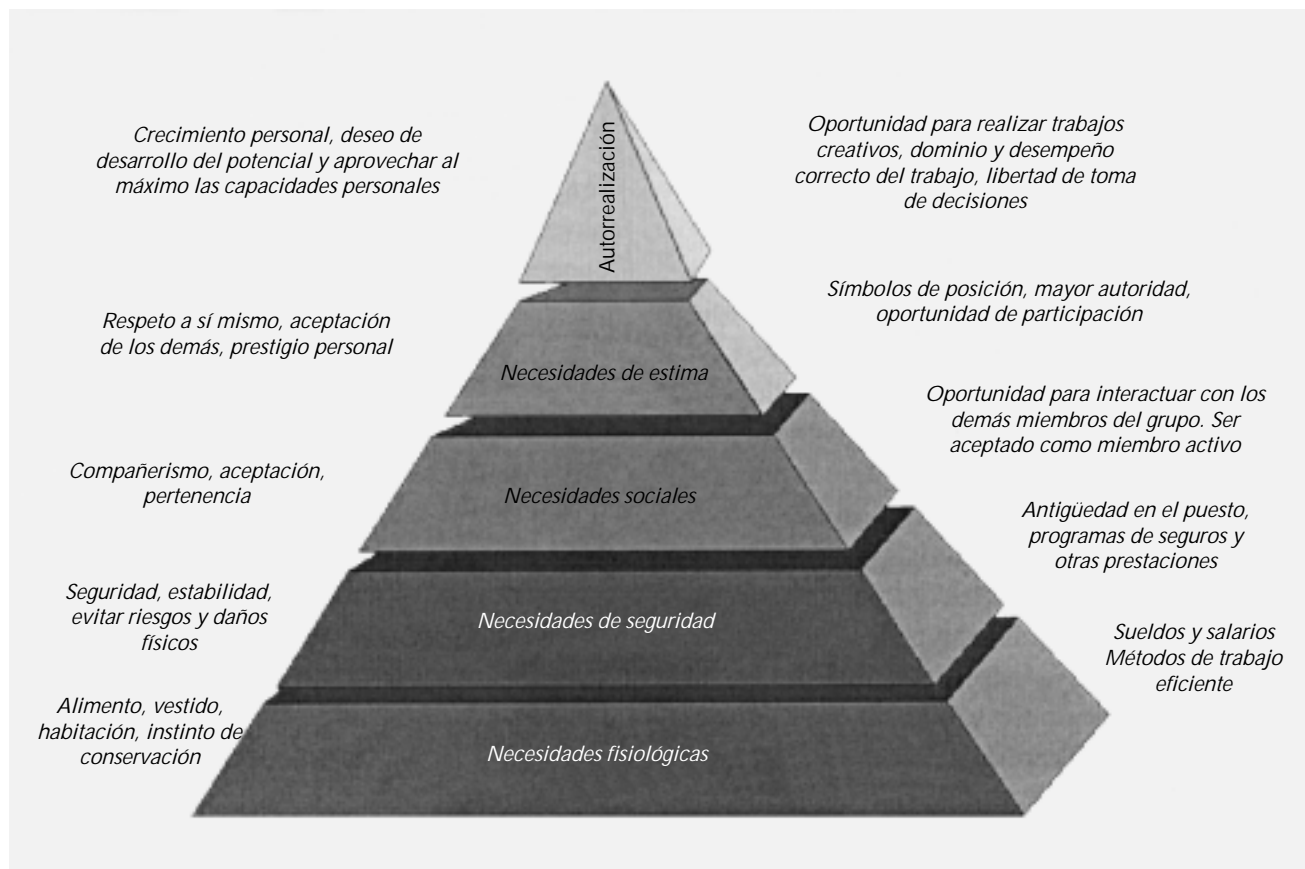 Crecimiento personal, deseo de
desarrollo del potencial y aprovechar al
máximo las capacidades personales
Oportunidad para realizar trabajos
creativos, dominio y desempeño
correcto del trabajo, libertad de toma
de decisiones
Autorrealización
Respeto a sí mismo, aceptación
de los demás, prestigio personal
Símbolos de posición, mayor autoridad,
oportunidad de participación
Necesidades de estima
Oportunidad para interactuar con los
demás miembros del grupo. Ser
aceptado como miembro activo
Compañerismo, aceptación,
pertenencia
Necesidades sociales
Antigüedad en el puesto,
programas de seguros y
otras prestaciones
Seguridad, estabilidad,
evitar riesgos y daños
físicos
Necesidades de seguridad
Sueldos y salarios
Métodos de trabajo
eficiente
Alimento, vestido,
habitación, instinto de
conservación
Necesidades fisiológicas